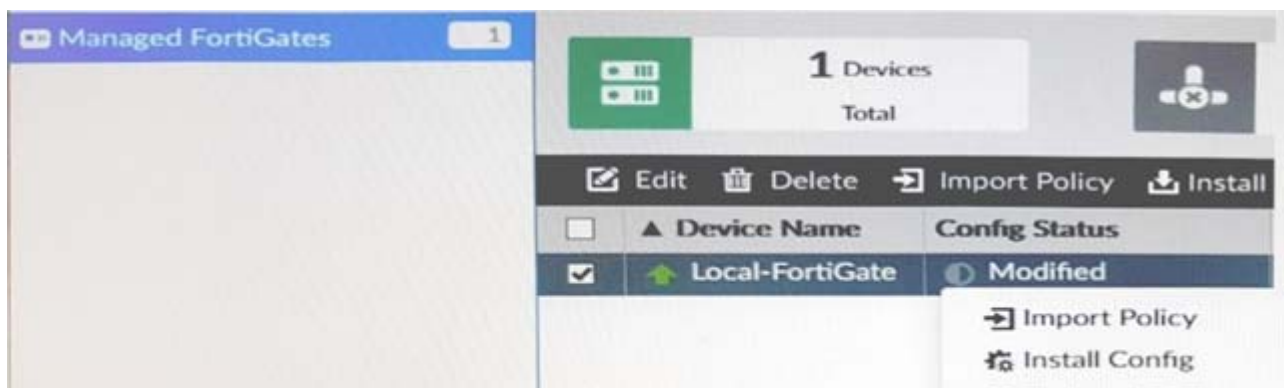 Managed FortiGates 1
1 Devices
Total
Edit Delete Import Policy Install
Device Name Config Status
Local-FortiGate Modified
Import Policy
Install Config